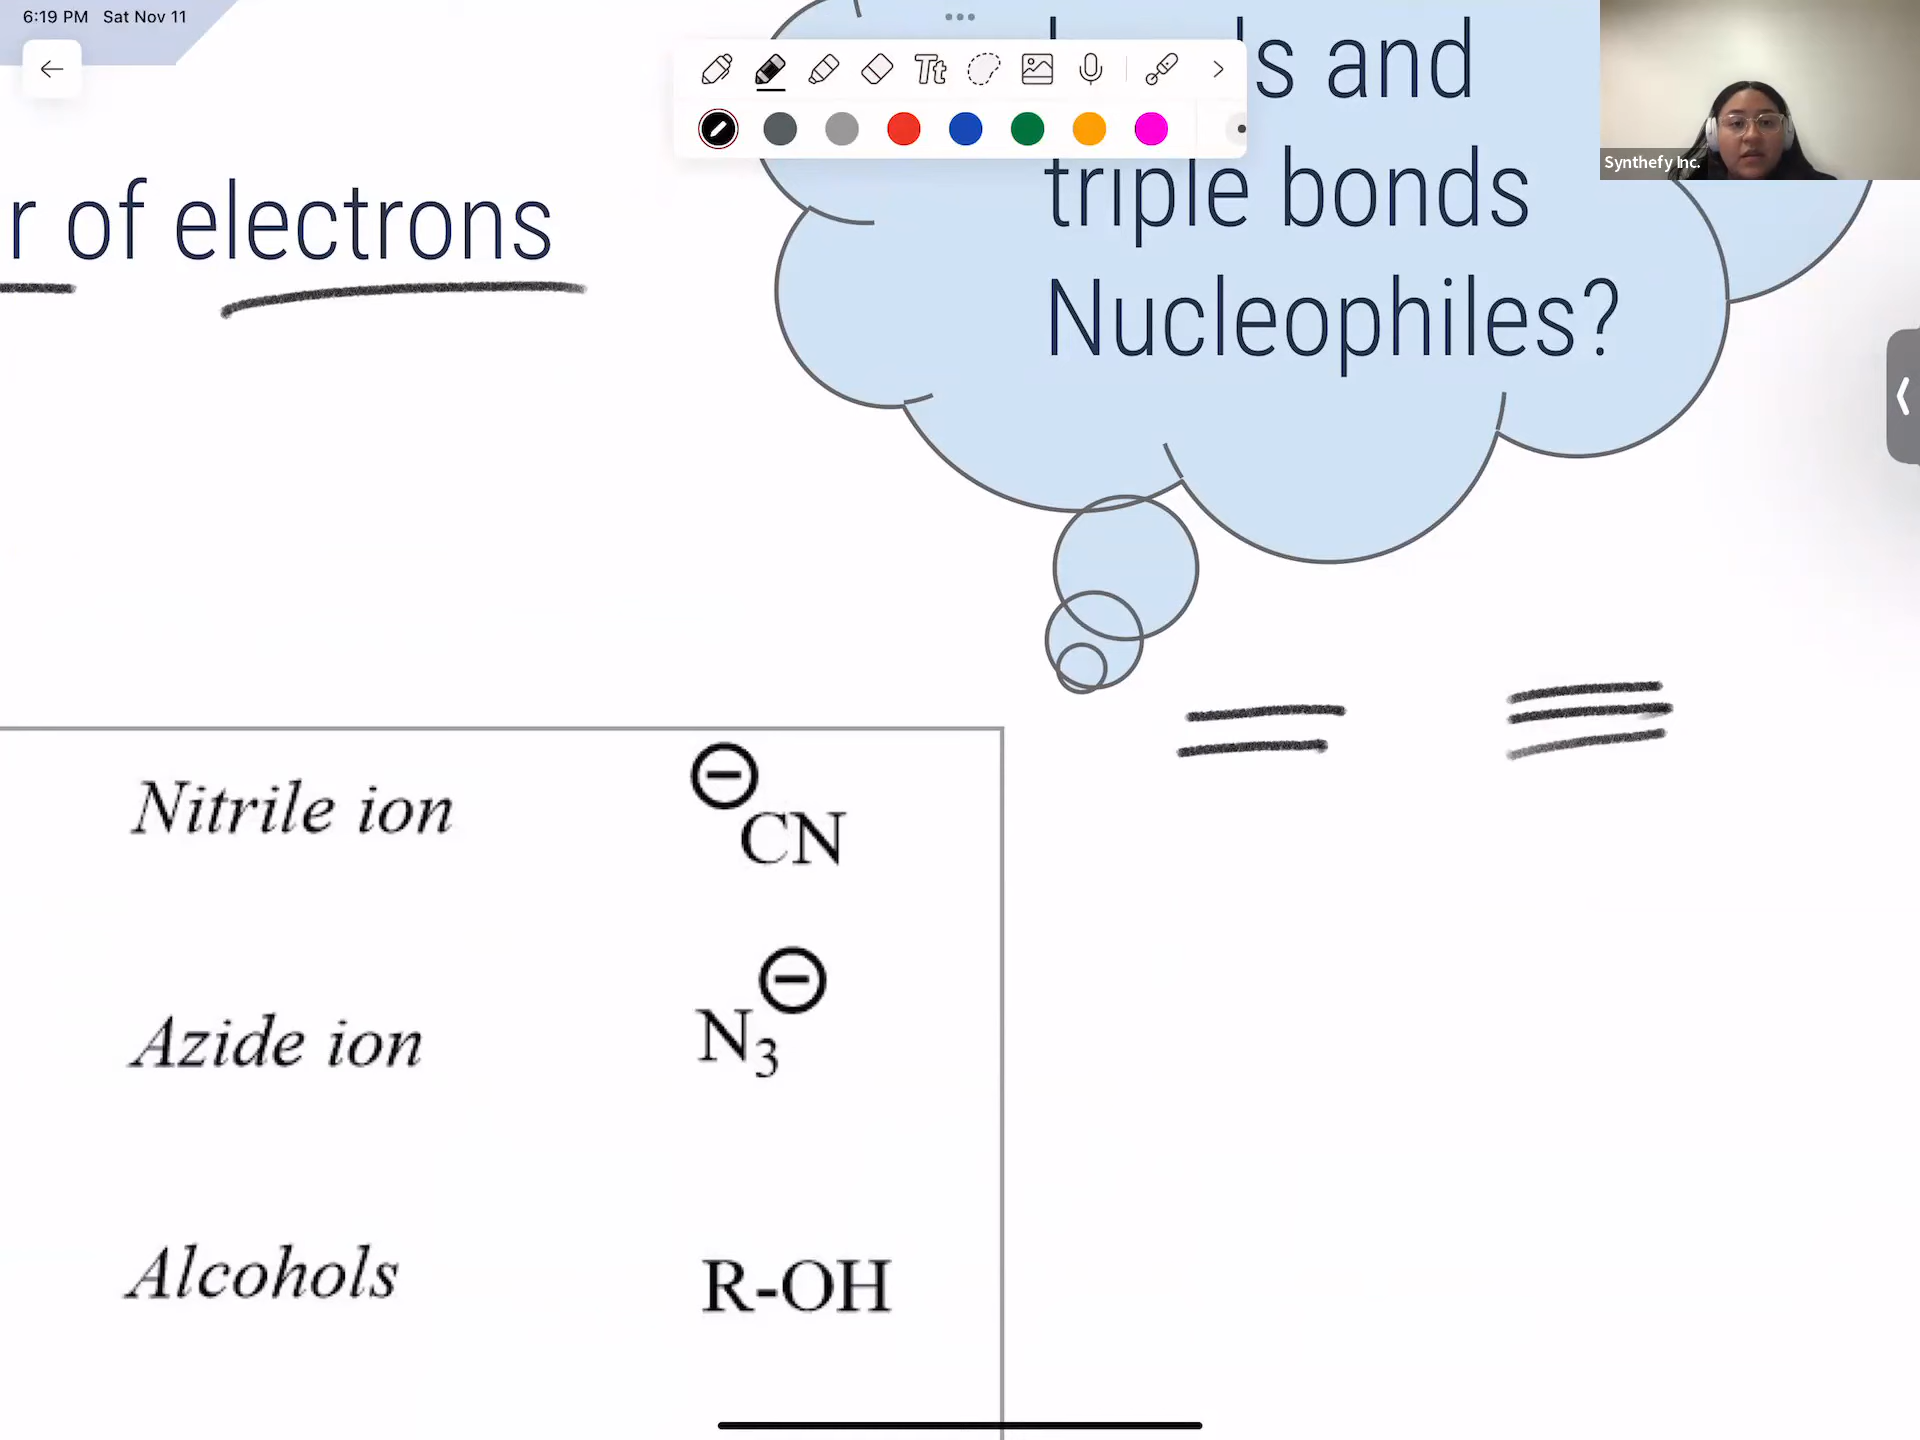 6:19 PM Sat Nov 11
Tt
s and
triple bonds
Nucleophiles?
Synthefy Inc.
r of electrons
Nitrile ion ⊖CN
Azide ion N₃⊖
Alcohols R-OH